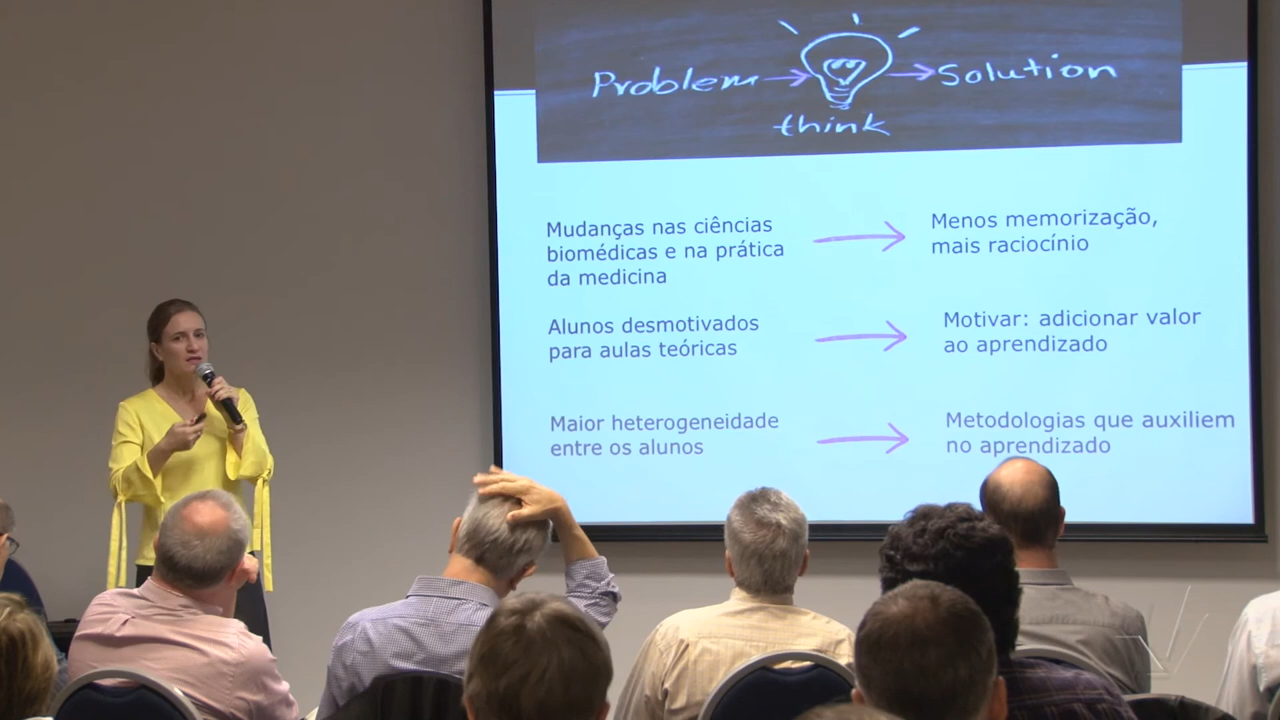 Problem → Solution
think
Mudanças nas ciências
biomédicas e na prática
da medicina
Menos memorização,
mais raciocínio
Alunos desmotivados
para aulas teóricas
Motivar: adicionar valor
ao aprendizado
Maior heterogeneidade
entre os alunos
Metodologias que auxiliem
no aprendizado